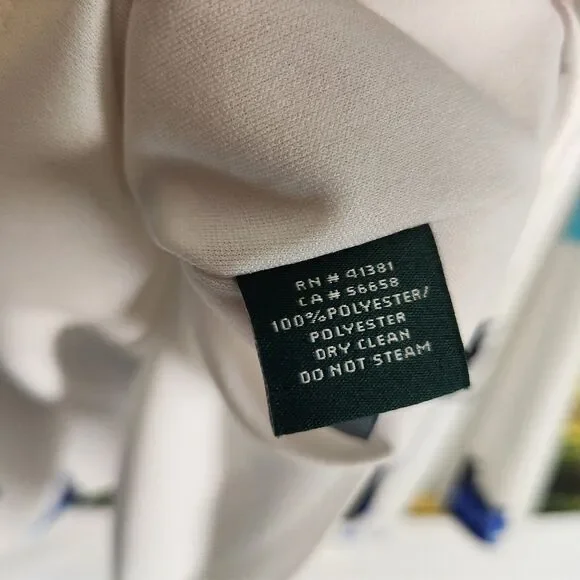 RN # 41381
CA # 56658
100%POLYESTER/
POLYESTER
DRY CLEAN
DO NOT STEAM